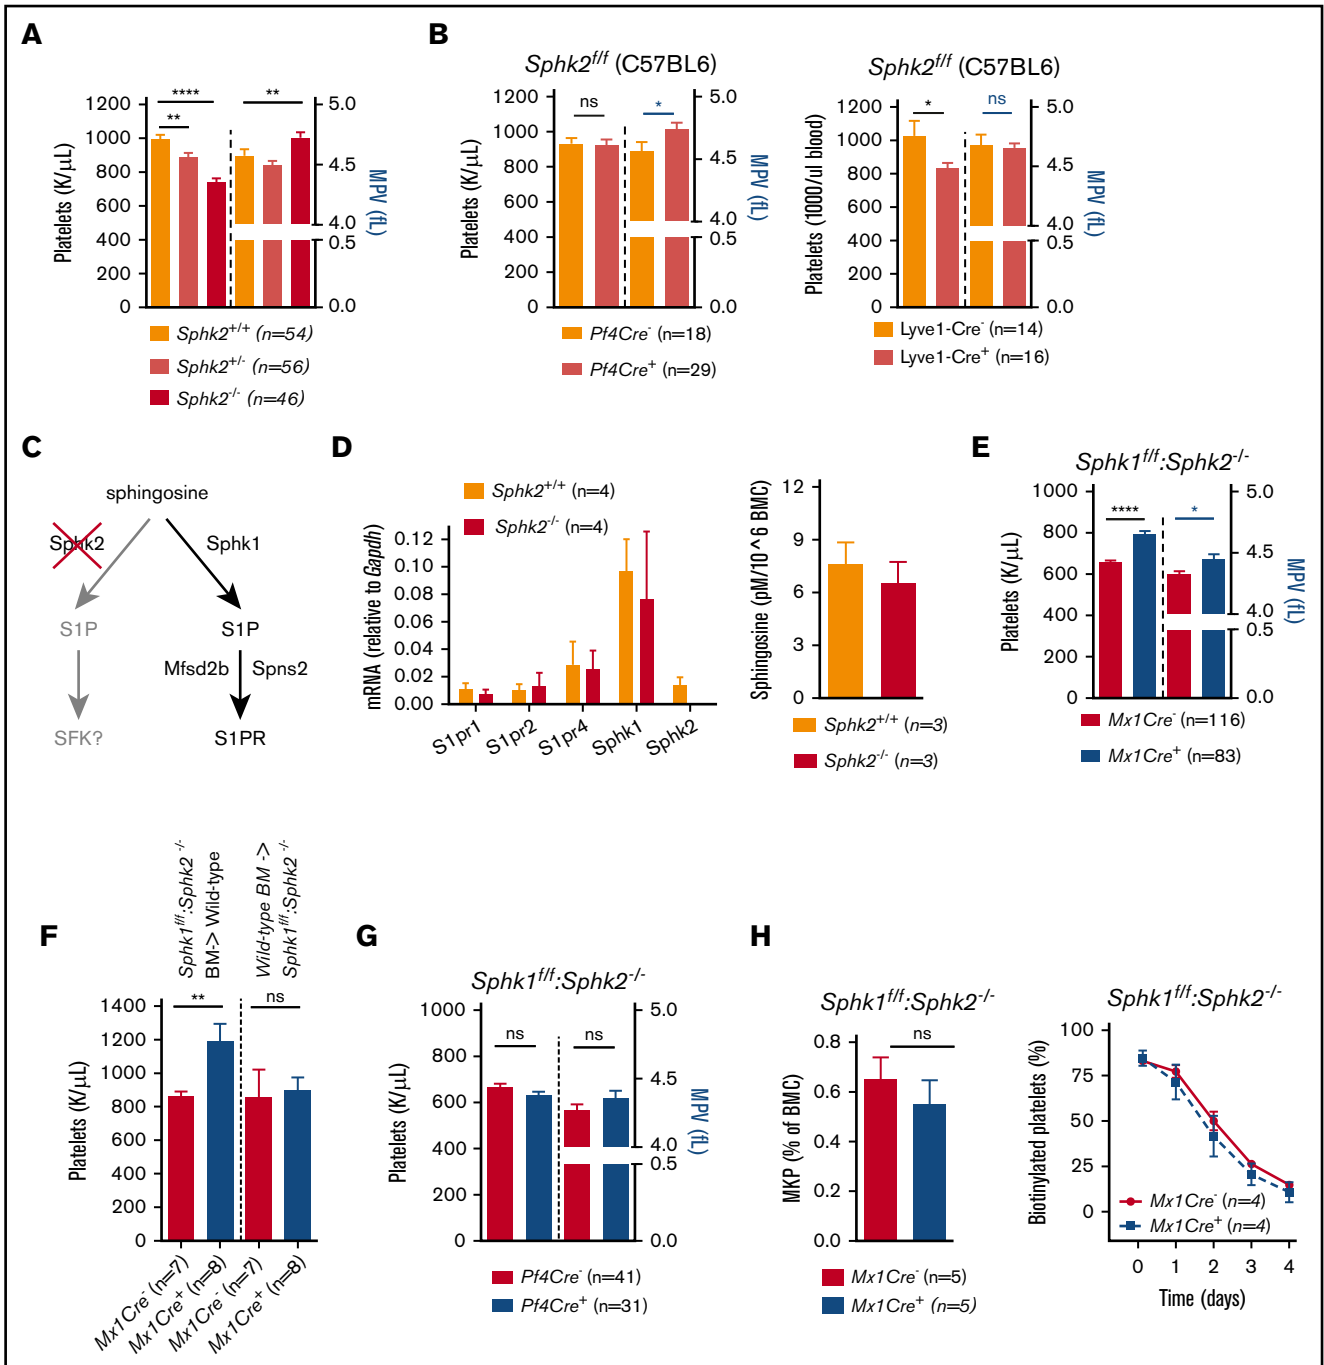 A
1200
1000
800
600
400
200
0
Platelets (K/μL)
****
**
**
5.0
4.5
4.0
0.5
0.0
MPV (fL)
Sphk2+/+ (n=54)
Sphk2+/- (n=56)
Sphk2-/- (n=46)
B
Sphk2f/f (C57BL6)
1200
1000
800
600
400
200
0
Platelets (K/μL)
ns
*
5.0
4.5
4.0
0.5
0.0
MPV (fL)
Pf4Cre- (n=18)
Pf4Cre+ (n=29)
Sphk2f/f (C57BL6)
1200
1000
800
600
400
200
0
Platelets (1000/ul blood)
*
ns
5.0
4.5
4.0
0.5
0.0
MPV (fL)
Lyve1-Cre- (n=14)
Lyve1-Cre+ (n=16)
C
sphingosine
Sphk2
Sphk1
S1P
S1P
Mfsd2b
Spns2
SFK?
S1PR
D
Sphk2+/+ (n=4)
Sphk2-/- (n=4)
0.12
0.10
0.08
0.06
0.04
0.02
0.00
mRNA (relative to Gapdh)
S1pr1
S1pr2
S1pr4
Sphk1
Sphk2
12
9
6
3
0
Sphingosine (pM/10^6 BMC)
Sphk2+/+ (n=3)
Sphk2-/- (n=3)
E
Sphk1f/f:Sphk2-/-
1000
800
600
400
200
0
Platelets (K/μL)
****
*
5.0
4.5
4.0
0.5
0.0
MPV (fL)
Mx1Cre- (n=116)
Mx1Cre+ (n=83)
F
Sphk1f/f:Sphk2-/-
BM-> Wild-type
Wild-type BM ->
Sphk1f/f:Sphk2-/-
1400
1200
1000
800
600
400
200
0
Platelets (K/μL)
**
ns
Mx1Cre- (n=7)
Mx1Cre+ (n=8)
Mx1Cre- (n=7)
Mx1Cre+ (n=8)
G
Sphk1f/f:Sphk2-/-
1000
800
600
400
200
0
Platelets (K/μL)
ns
ns
5.0
4.5
4.0
0.5
0.0
MPV (fL)
Pf4Cre- (n=41)
Pf4Cre+ (n=31)
H
Sphk1f/f:Sphk2-/-
0.8
0.6
0.4
0.2
0.0
MKP (% of BMC)
ns
Mx1Cre- (n=5)
Mx1Cre+ (n=5)
Sphk1f/f:Sphk2-/-
100
75
50
25
0
Biotinylated platelets (%)
Mx1Cre- (n=4)
Mx1Cre+ (n=4)
0
1
2
3
4
Time (days)